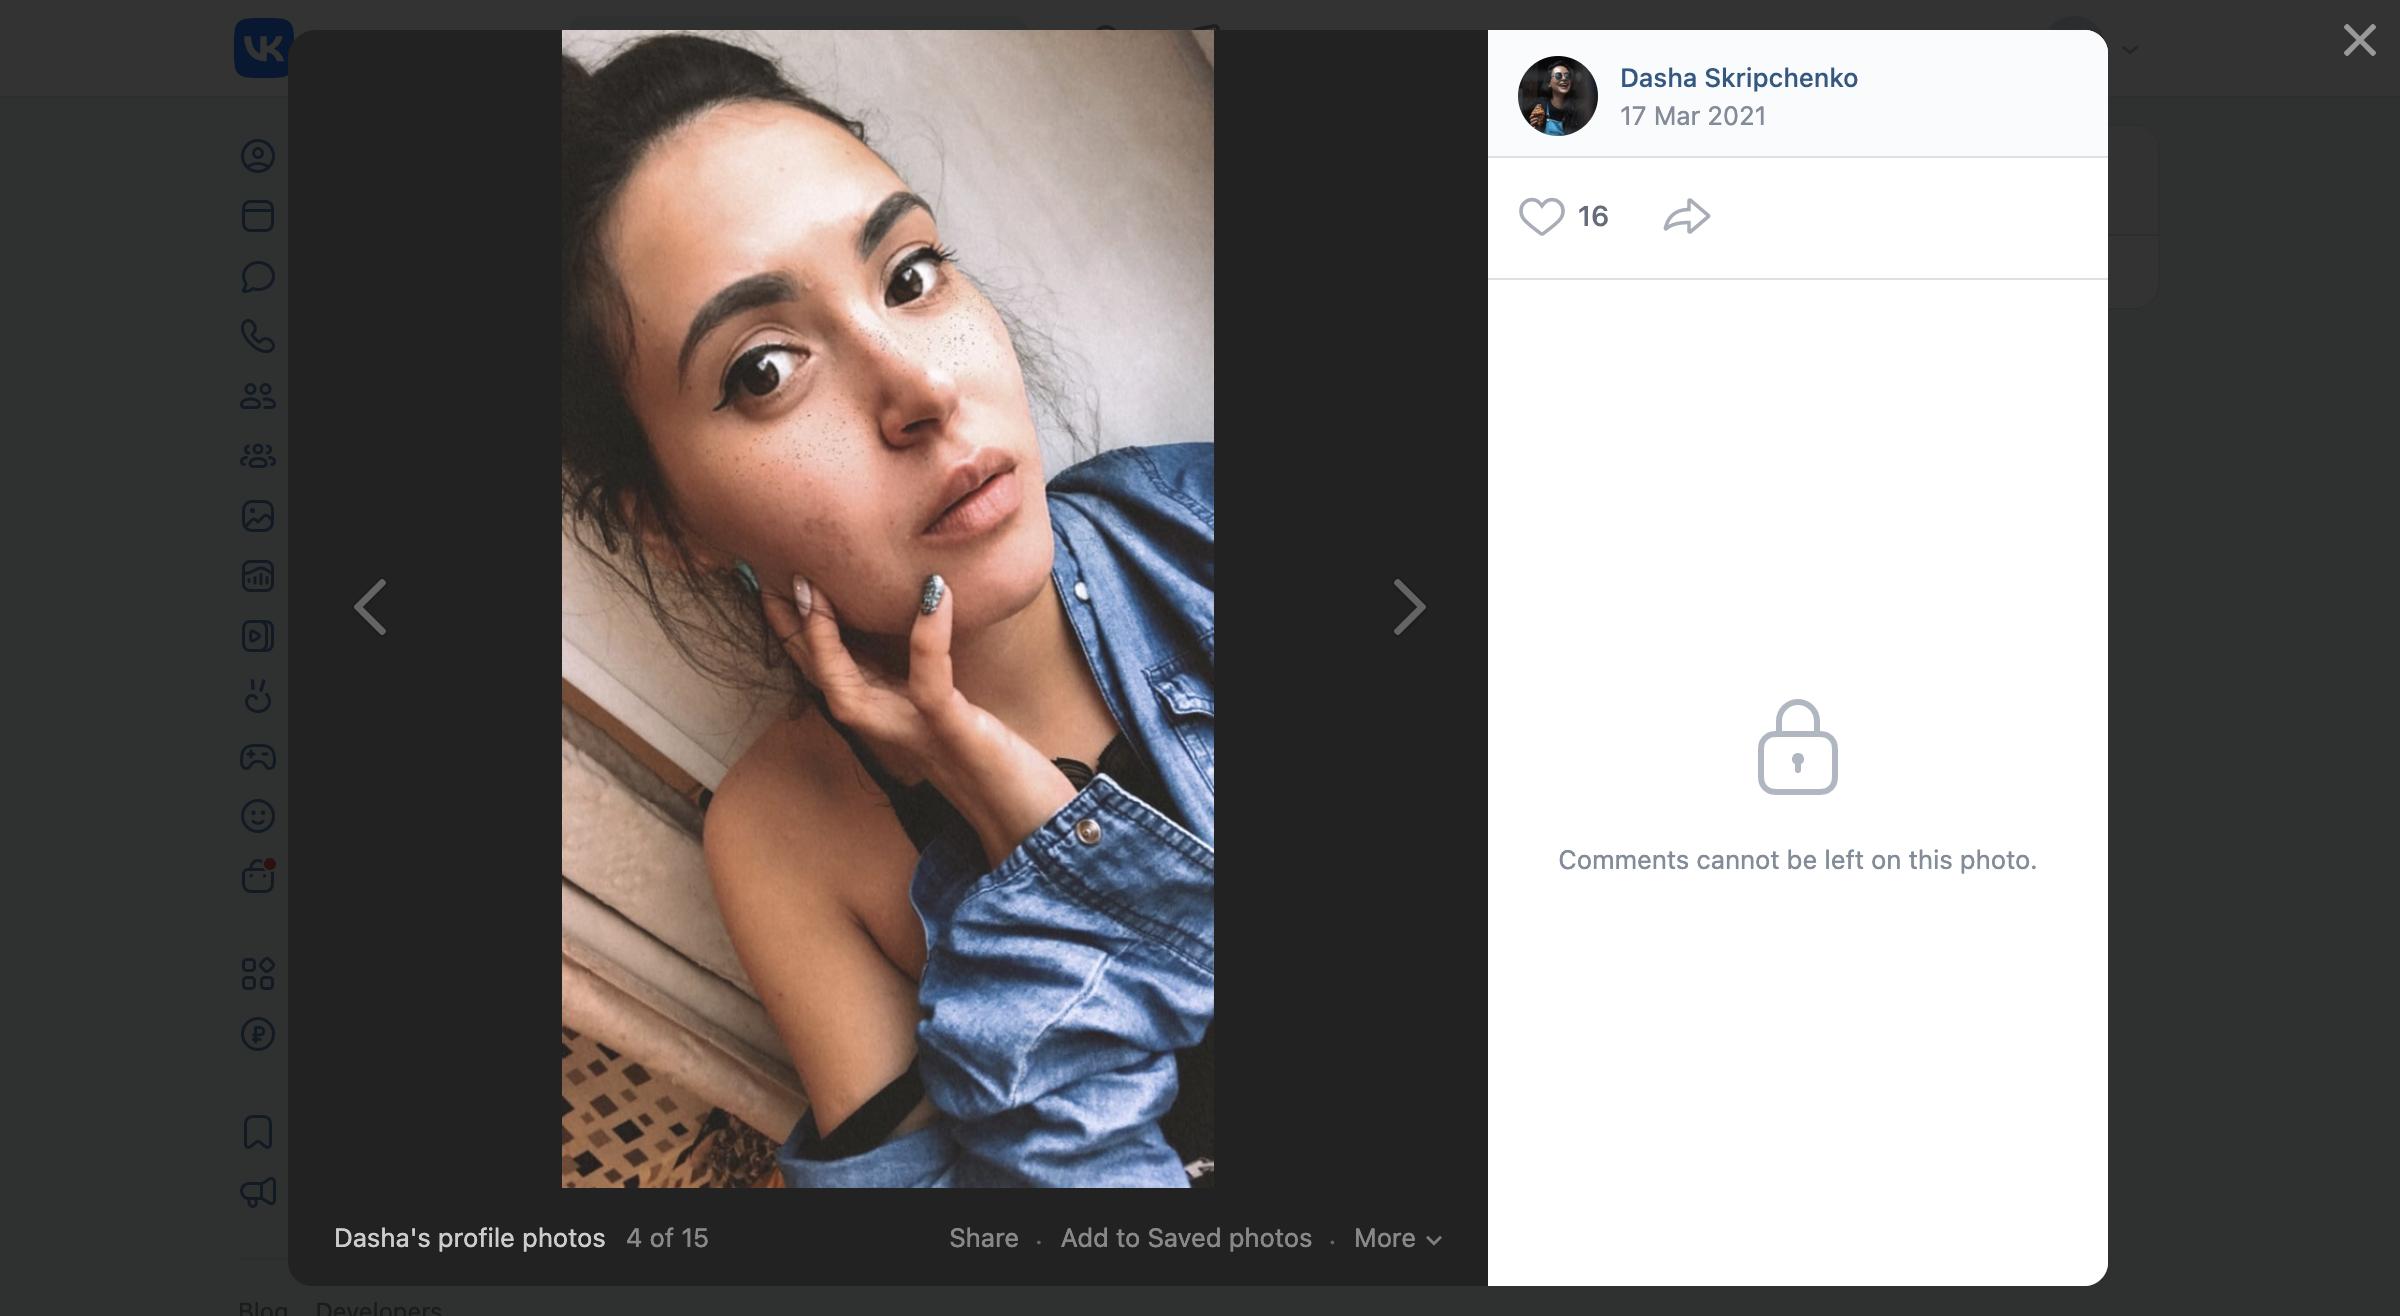 VK
Dasha Skripchenko
17 Mar 2021
16
Comments cannot be left on this photo.
Dasha's profile photos 4 of 15
Share · Add to Saved photos · More
Blog Developers